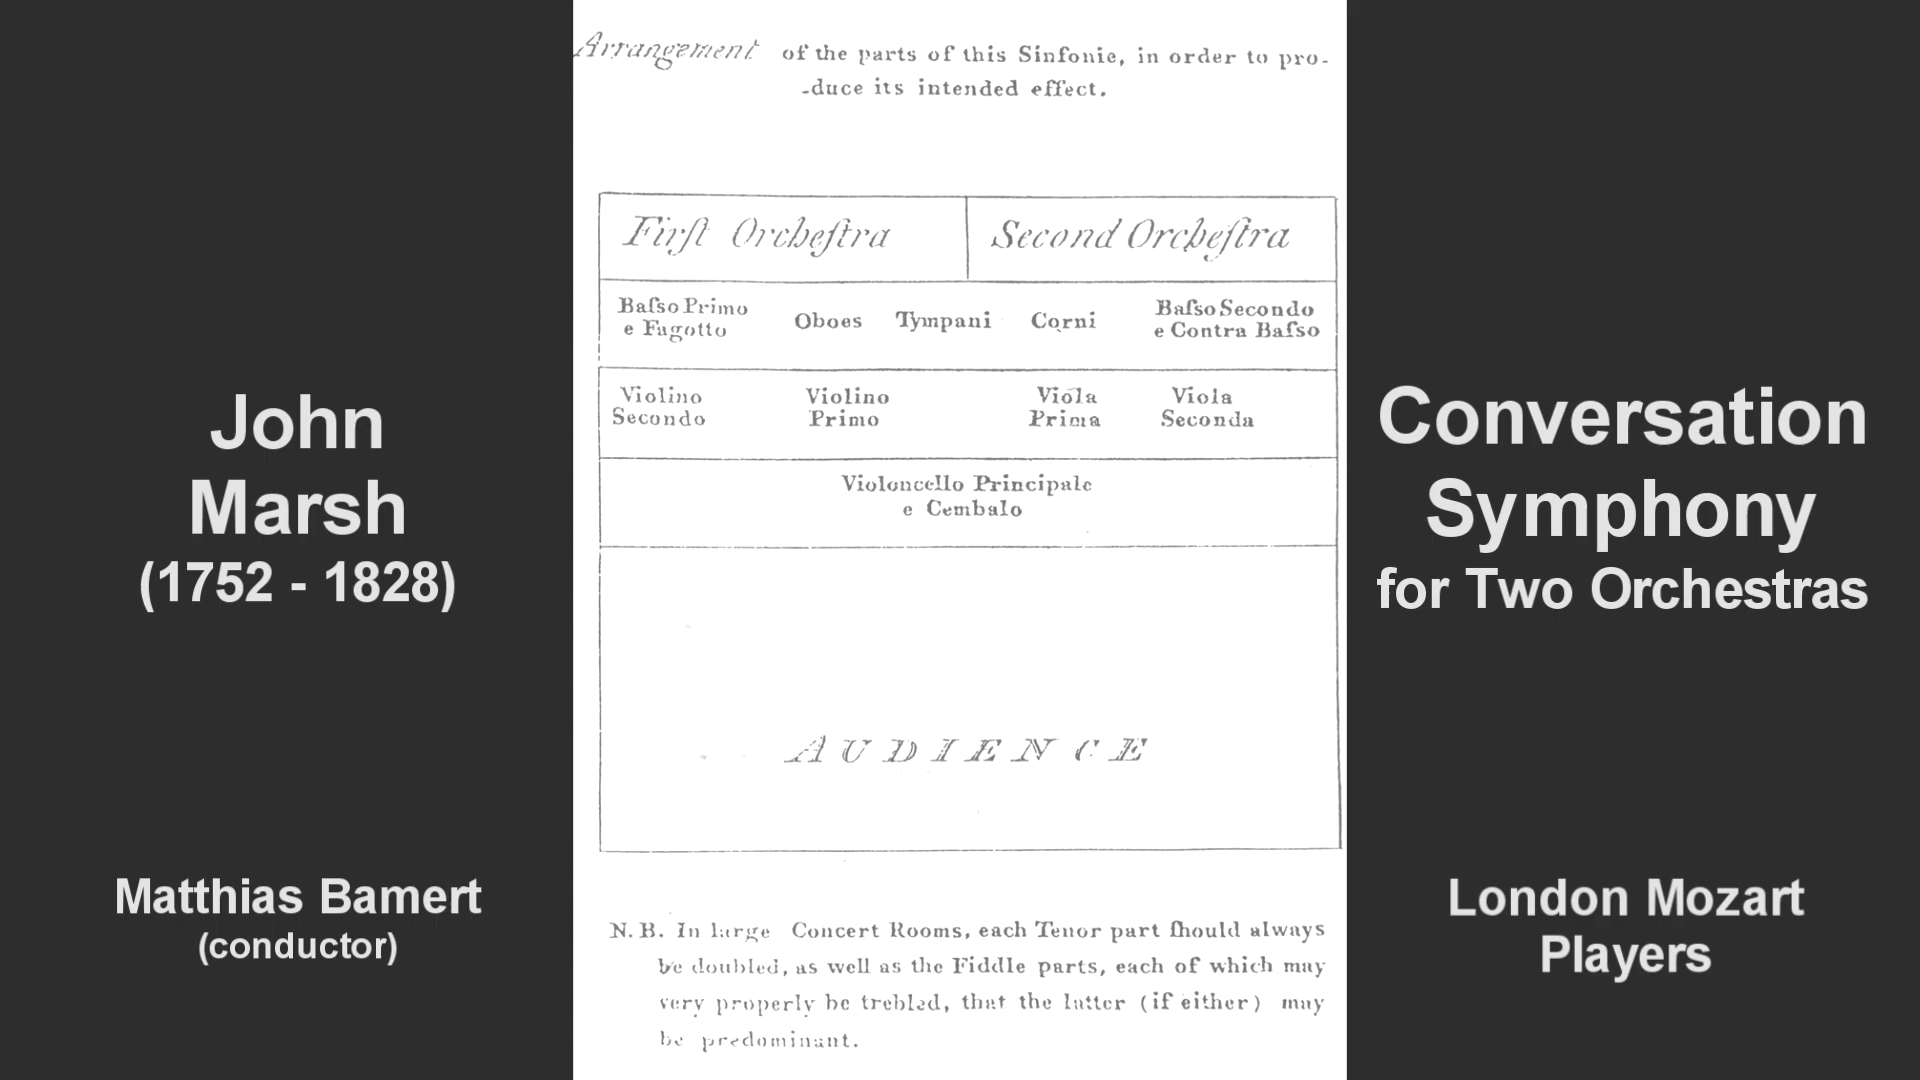 John
Marsh
(1752 - 1828)
Matthias Bamert
(conductor)
Arrangement of the parts of this Sinfonie, in order to pro-
-duce its intended effect.
Firſt Orcheſtra
Second Orcheſtra
Baſso Primo
e Fagotto
Oboes
Tympani
Corni
Baſso Secondo
e Contra Baſso
Violino
Secondo
Violino
Primo
Viola
Prima
Viola
Seconda
Violoncello Principale
e Cembalo
AUDIENCE
N.B. In large Concert Rooms, each Tenor part ſhould always
be doubled, as well as the Fiddle parts, each of which may
very properly be trebled, that the latter (if either) may
be predominant.
Conversation
Symphony
for Two Orchestras
London Mozart
Players